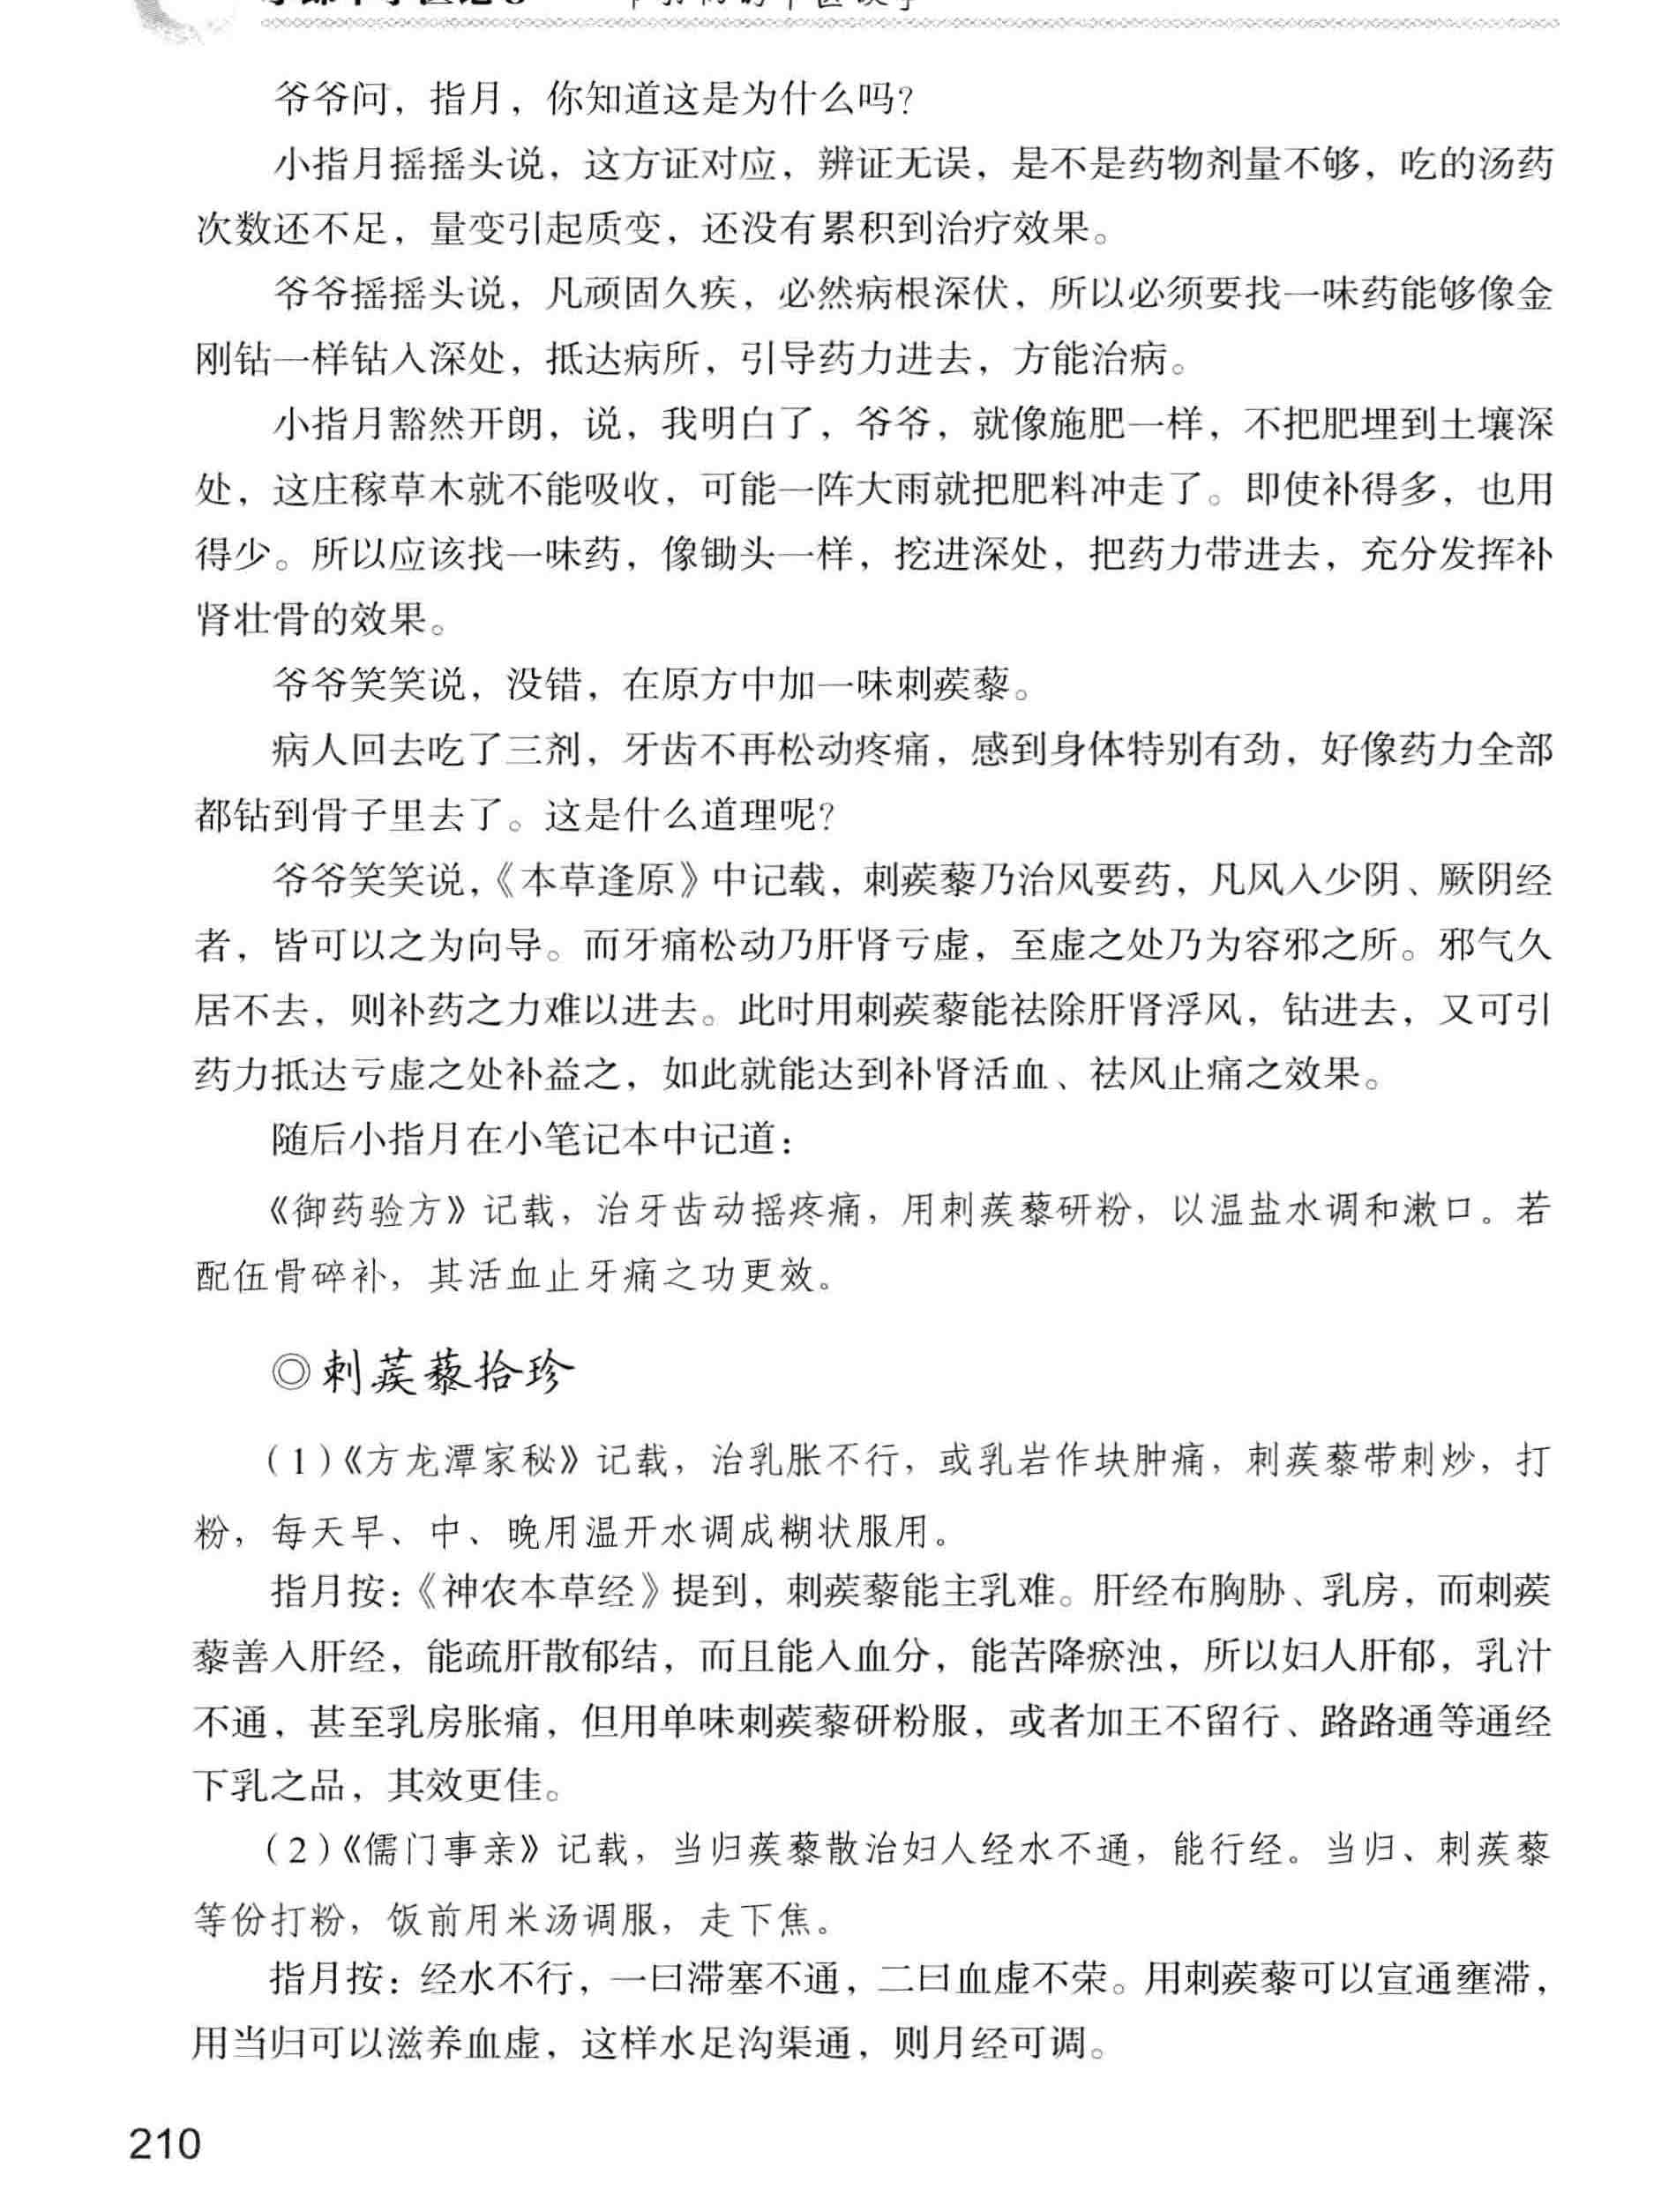 爷爷问，指月，你知道这是为什么吗？
小指月摇摇头说，这方证对应，辨证无误，是不是药物剂量不够，吃的汤药
次数还不足，量变引起质变，还没有累积到治疗效果。
爷爷摇摇头说，凡顽固久疾，必然病根深伏，所以必须要找一味药能够像金
刚钻一样钻入深处，抵达病所，引导药力进去，方能治病。
小指月豁然开朗，说，我明白了，爷爷，就像施肥一样，不把肥埋到土壤深
处，这庄稼草木就不能吸收，可能一阵大雨就把肥料冲走了。即使补得多，也用
得少。所以应该找一味药，像锄头一样，挖进深处，把药力带进去，充分发挥补
肾壮骨的效果。
爷爷笑笑说，没错，在原方中加一味刺蒺藜。
病人回去吃了三剂，牙齿不再松动疼痛，感到身体特别有劲，好像药力全部
都钻到骨子里去了。这是什么道理呢？
爷爷笑笑说，《本草逢原》中记载，刺蒺藜乃治风要药，凡风入少阴、厥阴经
者，皆可以之为向导。而牙痛松动乃肝肾亏虚，至虚之处乃为容邪之所。邪气久
居不去，则补药之力难以进去。此时用刺蒺藜能祛除肝肾浮风，钻进去，又可引
药力抵达亏虚之处补益之，如此就能达到补肾活血、祛风止痛之效果。
随后小指月在小笔记本中记道：
《御药验方》记载，治牙齿动摇疼痛，用刺蒺藜研粉，以温盐水调和漱口。若
配伍骨碎补，其活血止牙痛之功更效。
◎刺蒺藜拾珍
（1）《方龙潭家秘》记载，治乳胀不行，或乳岩作块肿痛，刺蒺藜带刺炒，打
粉，每天早、中、晚用温开水调成糊状服用。
指月按：《神农本草经》提到，刺蒺藜能主乳难。肝经布胸胁、乳房，而刺蒺
藜善入肝经，能疏肝散郁结，而且能入血分，能苦降瘀浊，所以妇人肝郁，乳汁
不通，甚至乳房胀痛，但用单味刺蒺藜研粉服，或者加王不留行、路路通等通经
下乳之品，其效更佳。
（2）《儒门事亲》记载，当归蒺藜散治妇人经水不通，能行经。当归、刺蒺藜
等份打粉，饭前用米汤调服，走下焦。
指月按：经水不行，一曰滞塞不通，二曰血虚不荣。用刺蒺藜可以宣通壅滞，
用当归可以滋养血虚，这样水足沟渠通，则月经可调。
210